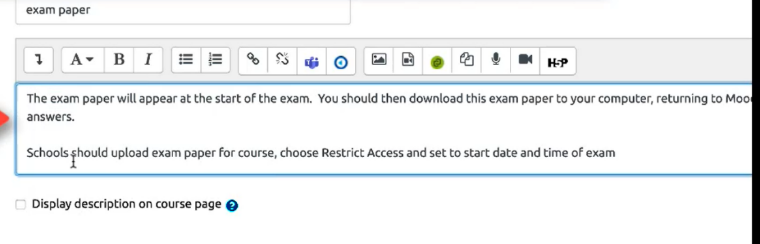 exam paper
A B I H-P
The exam paper will appear at the start of the exam. You should then download this exam paper to your computer, returning to
answers.
Schools should upload exam paper for course, choose Restrict Access and set to start date and time of exam
Display description on course page ?